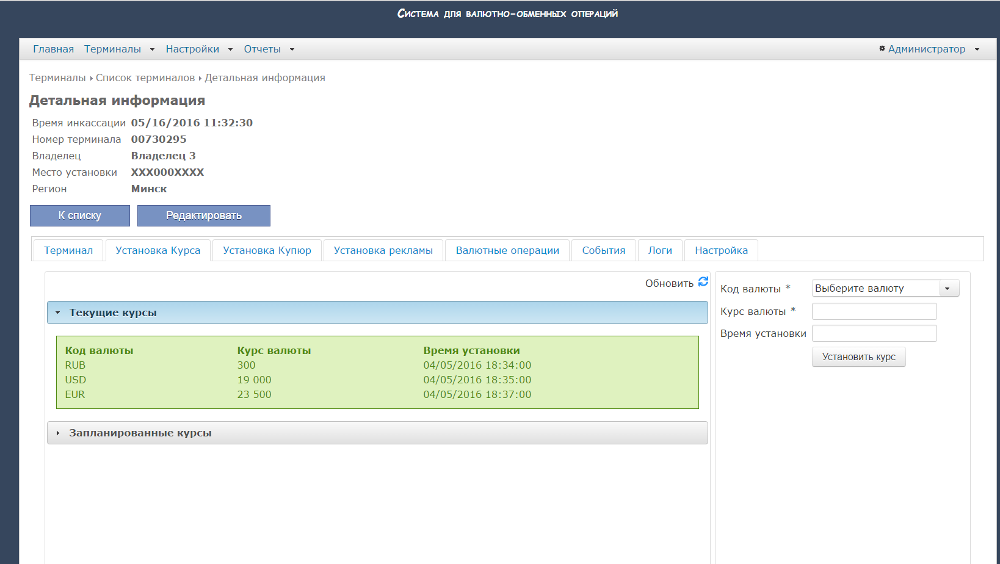 Система для валютно-обменных операций
Главная Терминалы Настройки Отчеты Администратор
Терминалы Список терминалов Детальная информация
Детальная информация
Время инкассации 05/16/2016 11:32:30
Номер терминала 00730295
Владелец Владелец 3
Место установки XXX000XXXX
Регион Минск
К списку Редактировать
Терминал Установка Курса Установка Купюр Установка рекламы Валютные операции События Логи Настройка
Обновить
Текущие курсы
Код валюты Курс валюты Время установки
RUB 300 04/05/2016 18:34:00
USD 19 000 04/05/2016 18:35:00
EUR 23 500 04/05/2016 18:37:00
Запланированные курсы
Код валюты * Выберите валюту
Курс валюты *
Время установки
Установить курс